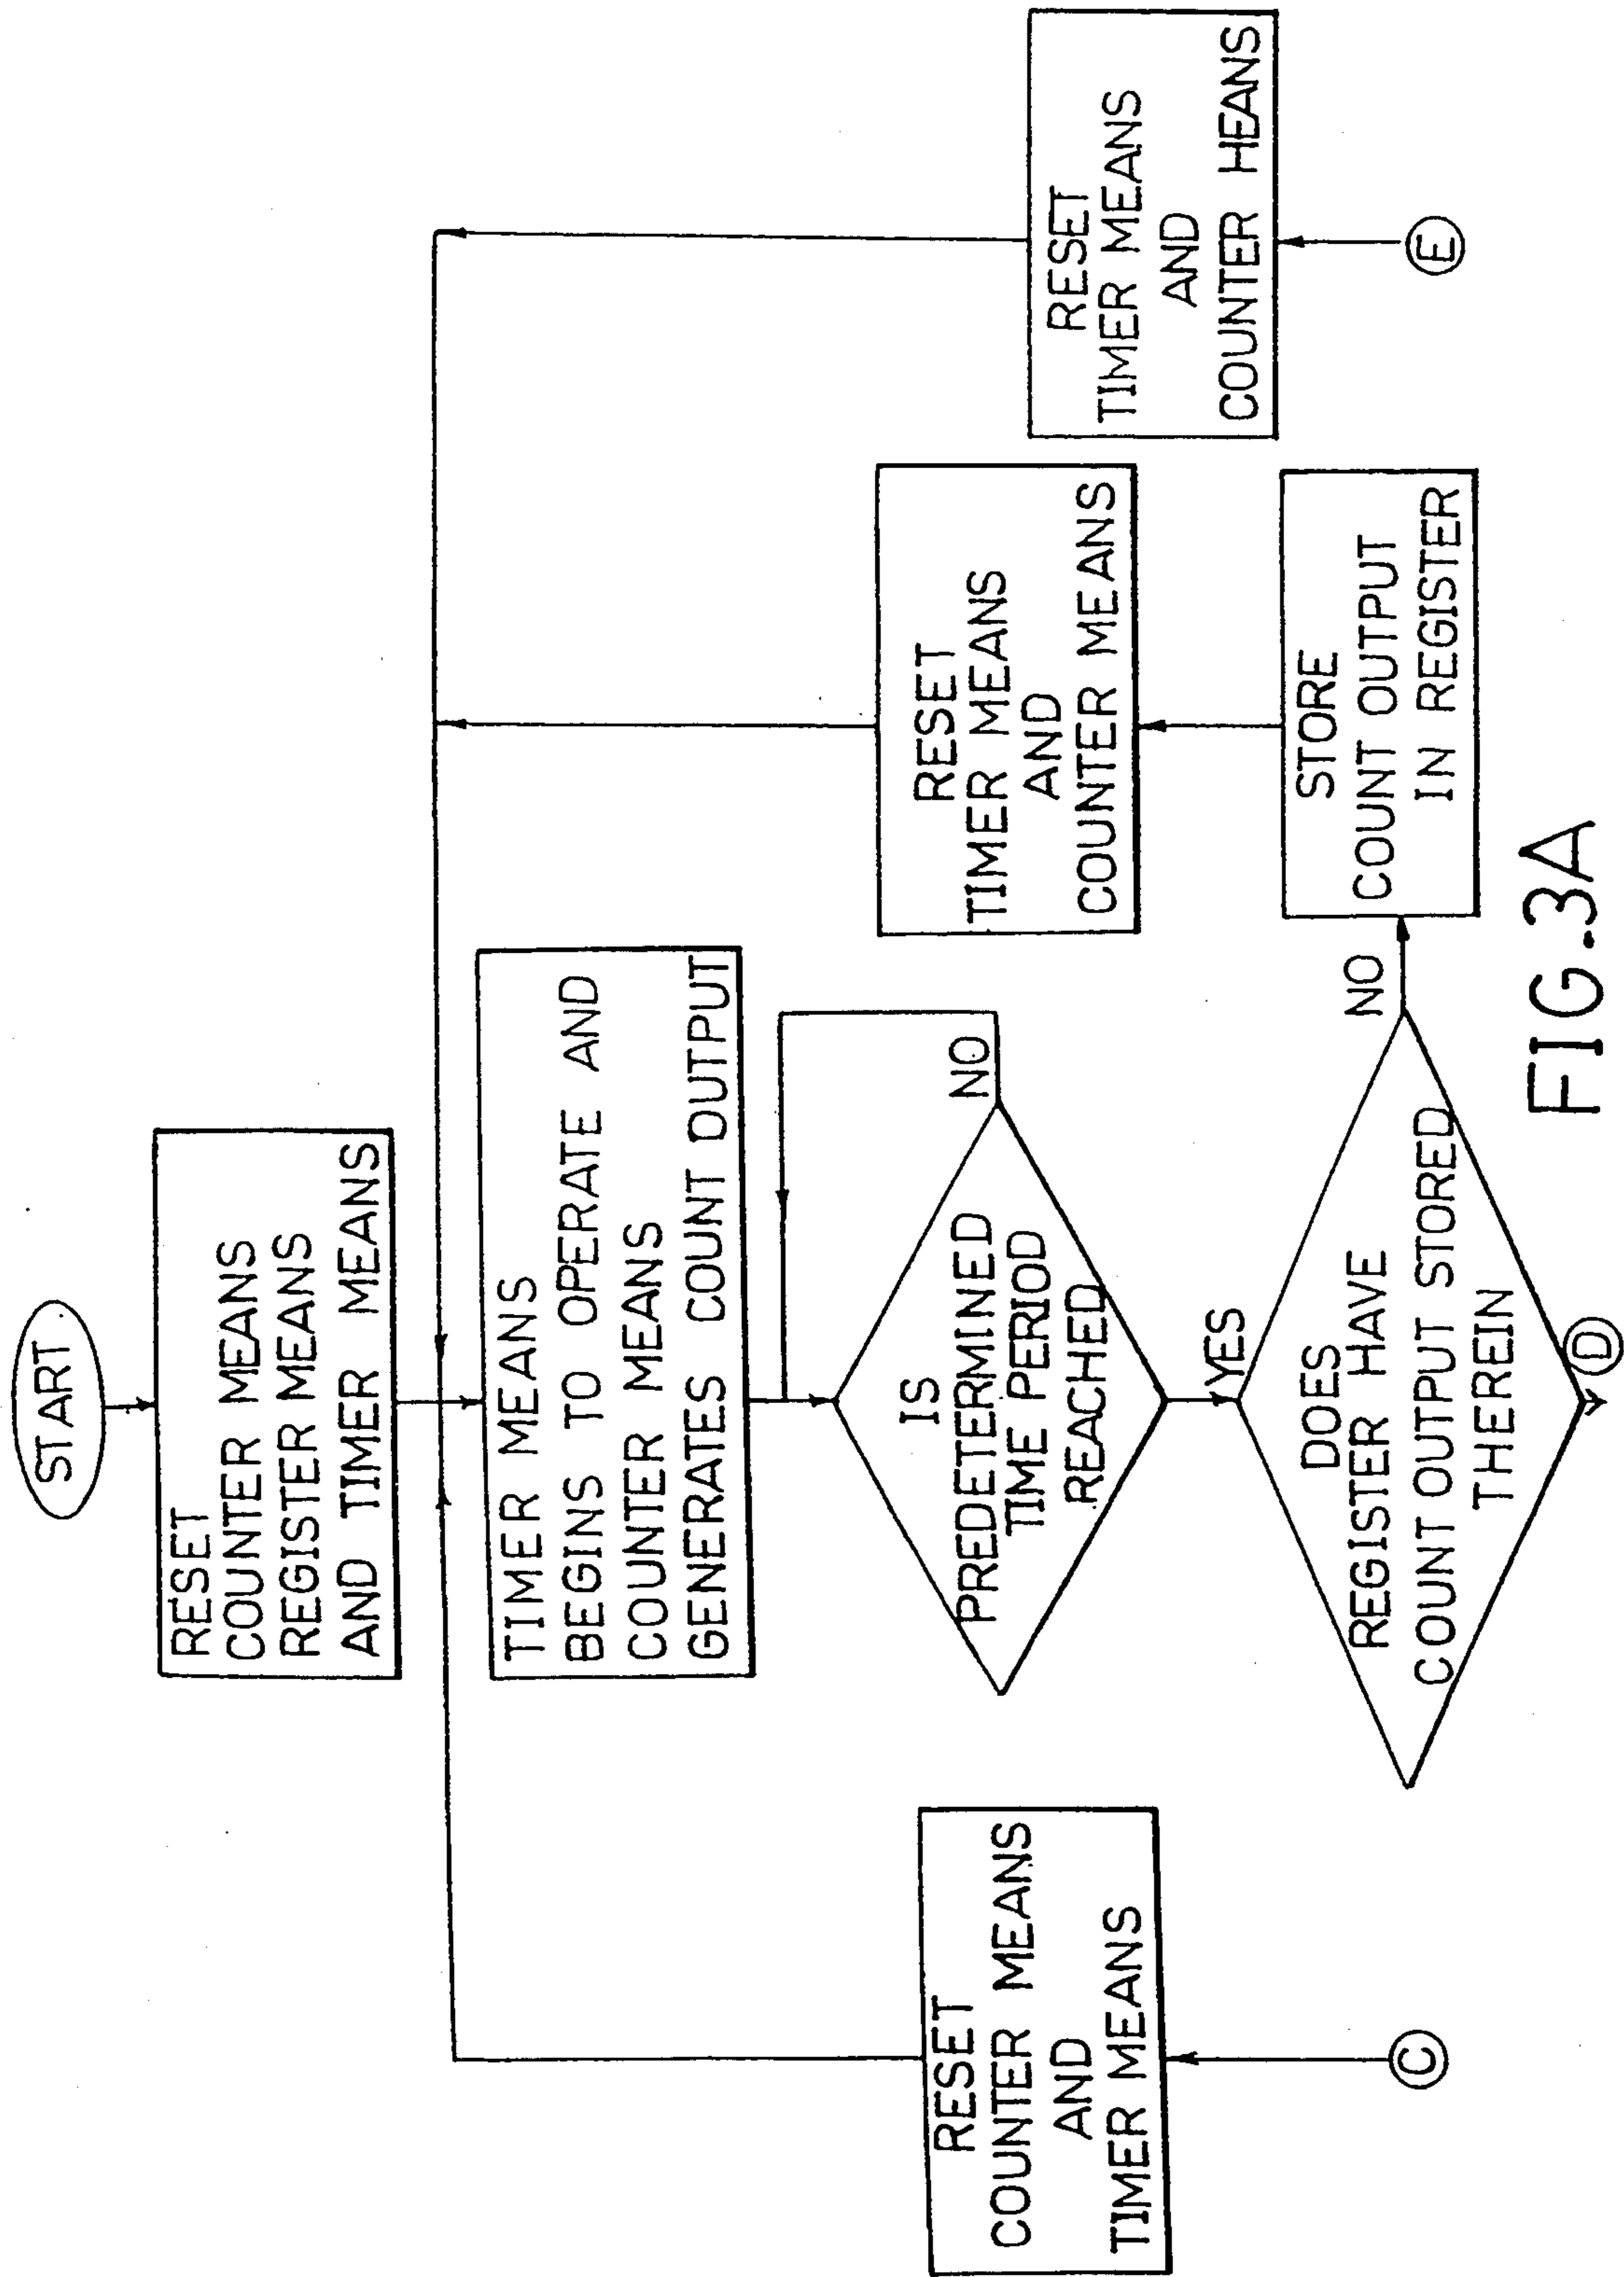 START
RESET
COUNTER MEANS
REGISTER MEANS
AND TIMER MEANS
TIMER MEANS
BEGINS TO OPERATE AND
COUNTER MEANS
GENERATES COUNT OUTPUT
IS
PREDETERMINED
TIME PERIOD
REACHED
NO
YES
DOES
REGISTER HAVE
COUNT OUTPUT STORED
THEREIN
NO
D
STORE
COUNT OUTPUT
IN REGISTER
RESET
TIMER MEANS
AND
COUNTER MEANS
RESET
TIMER MEANS
AND
COUNTER HEANS
E
RESET
COUNTER MEANS
AND
TIMER MEANS
C
FIG.3A